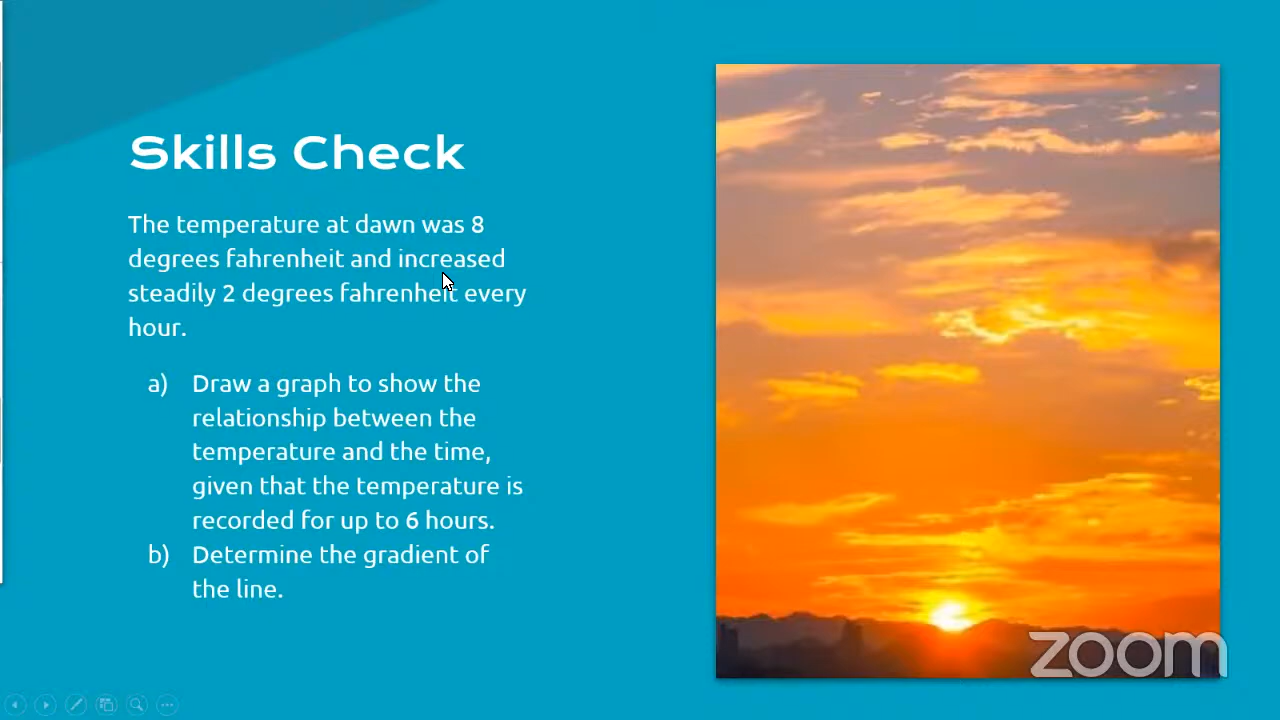 Skills Check
The temperature at dawn was 8
degrees fahrenheit and increased
steadily 2 degrees fahrenheit every
hour.
a) Draw a graph to show the
relationship between the
temperature and the time,
given that the temperature is
recorded for up to 6 hours.
b) Determine the gradient of
the line.
zoom